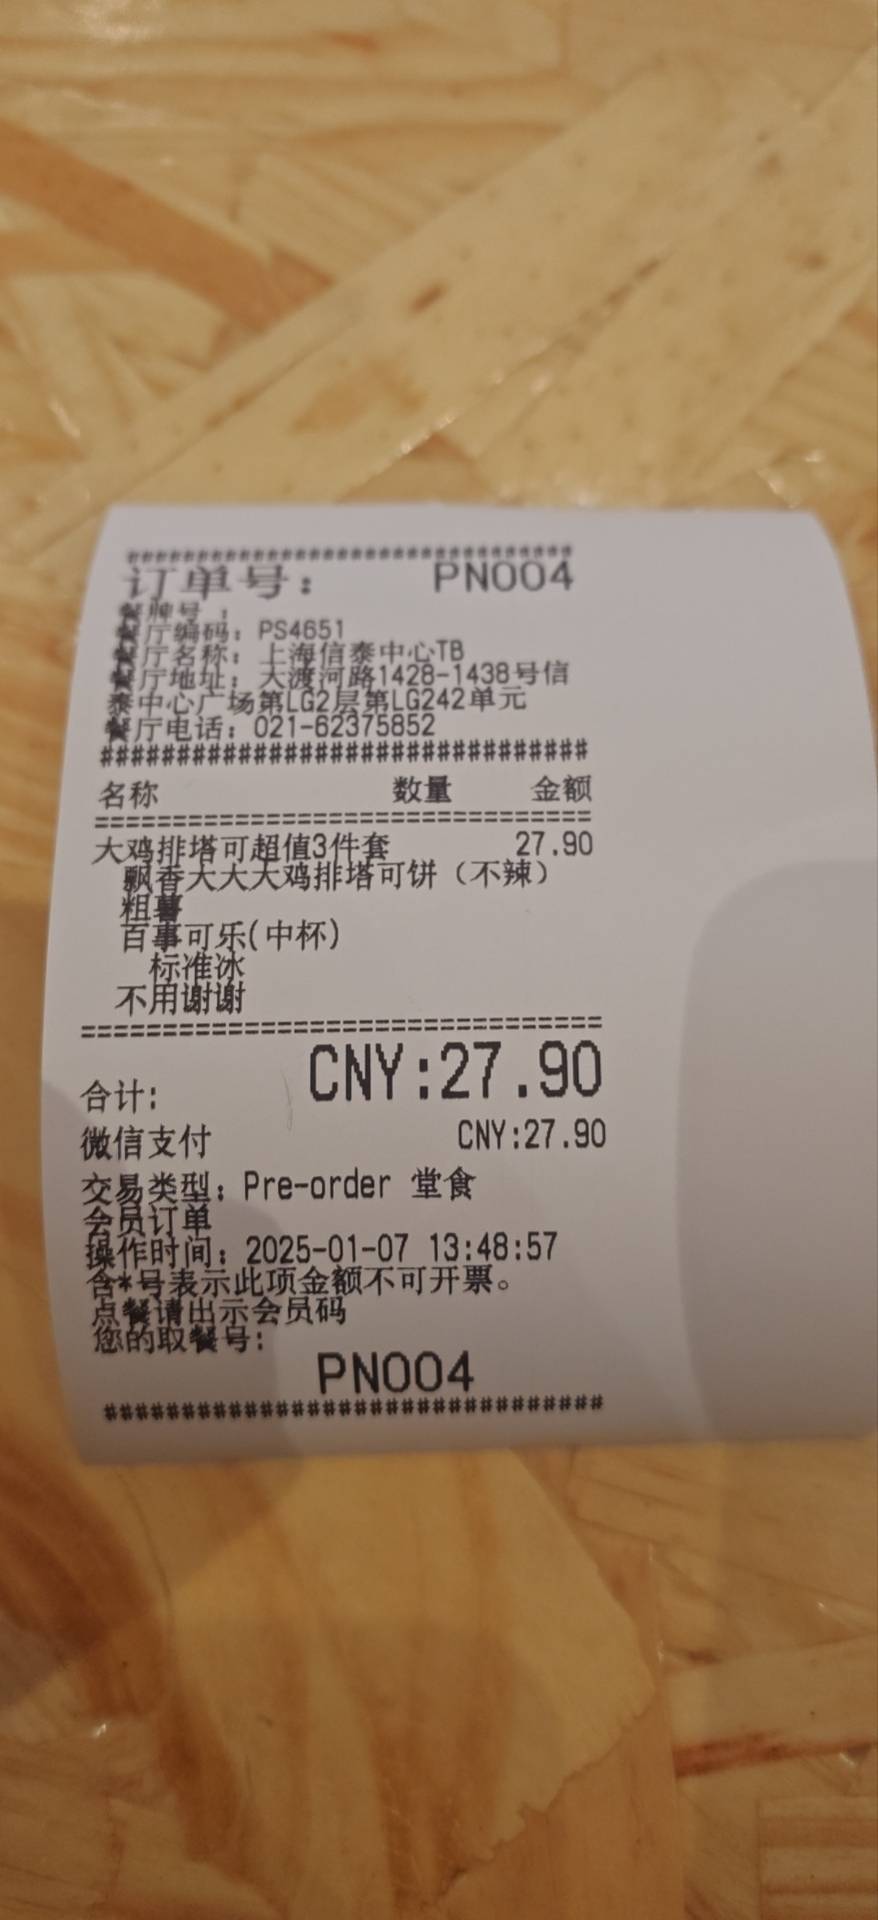 ################################
订单号： PN004
餐牌号：
餐厅编码：PS4651
餐厅名称：上海信泰中心TB
餐厅地址：大渡河路1428-1438号信
泰中心广场第LG2层第LG242单元
餐厅电话：021-62375852
################################
名称 数量 金额
================================
大鸡排塔可超值3件套 27.90
飘香大大大鸡排塔可饼（不辣）
粗薯
百事可乐(中杯)
标准冰
不用谢谢
================================
合计： CNY:27.90
微信支付 CNY:27.90
交易类型：Pre-order 堂食
会员订单
操作时间：2025-01-07 13:48:57
含*号表示此项金额不可开票。
点餐请出示会员码
您的取餐号：
PN004
################################